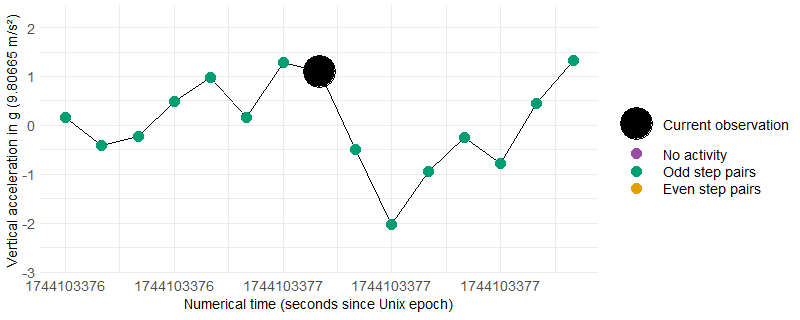 Vertical acceleration in g (9.80665 m/s²)
2
1
0
-1
-2
-3
1744103376 1744103376 1744103377 1744103377 1744103377
Numerical time (seconds since Unix epoch)
Current observation
No activity
Odd step pairs
Even step pairs